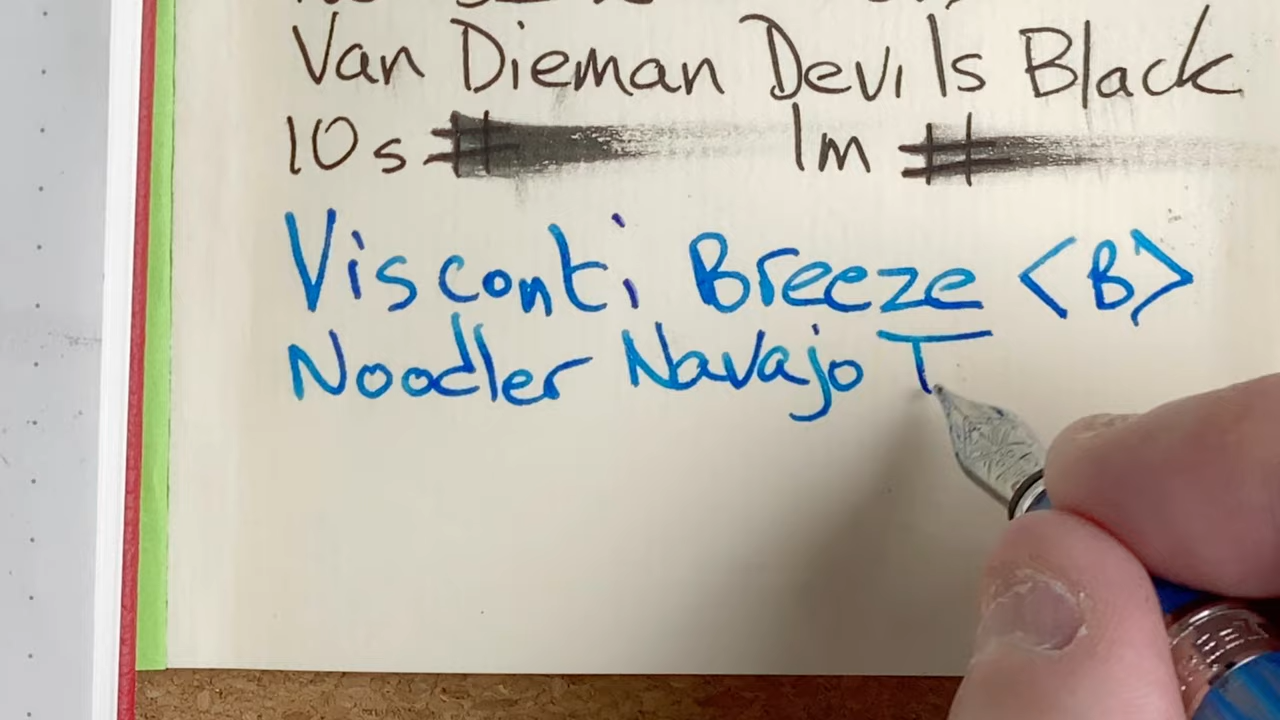 Van Dieman Devils Black
10s # 1m #
Visconti Breeze <B>
Noodler Navajo T